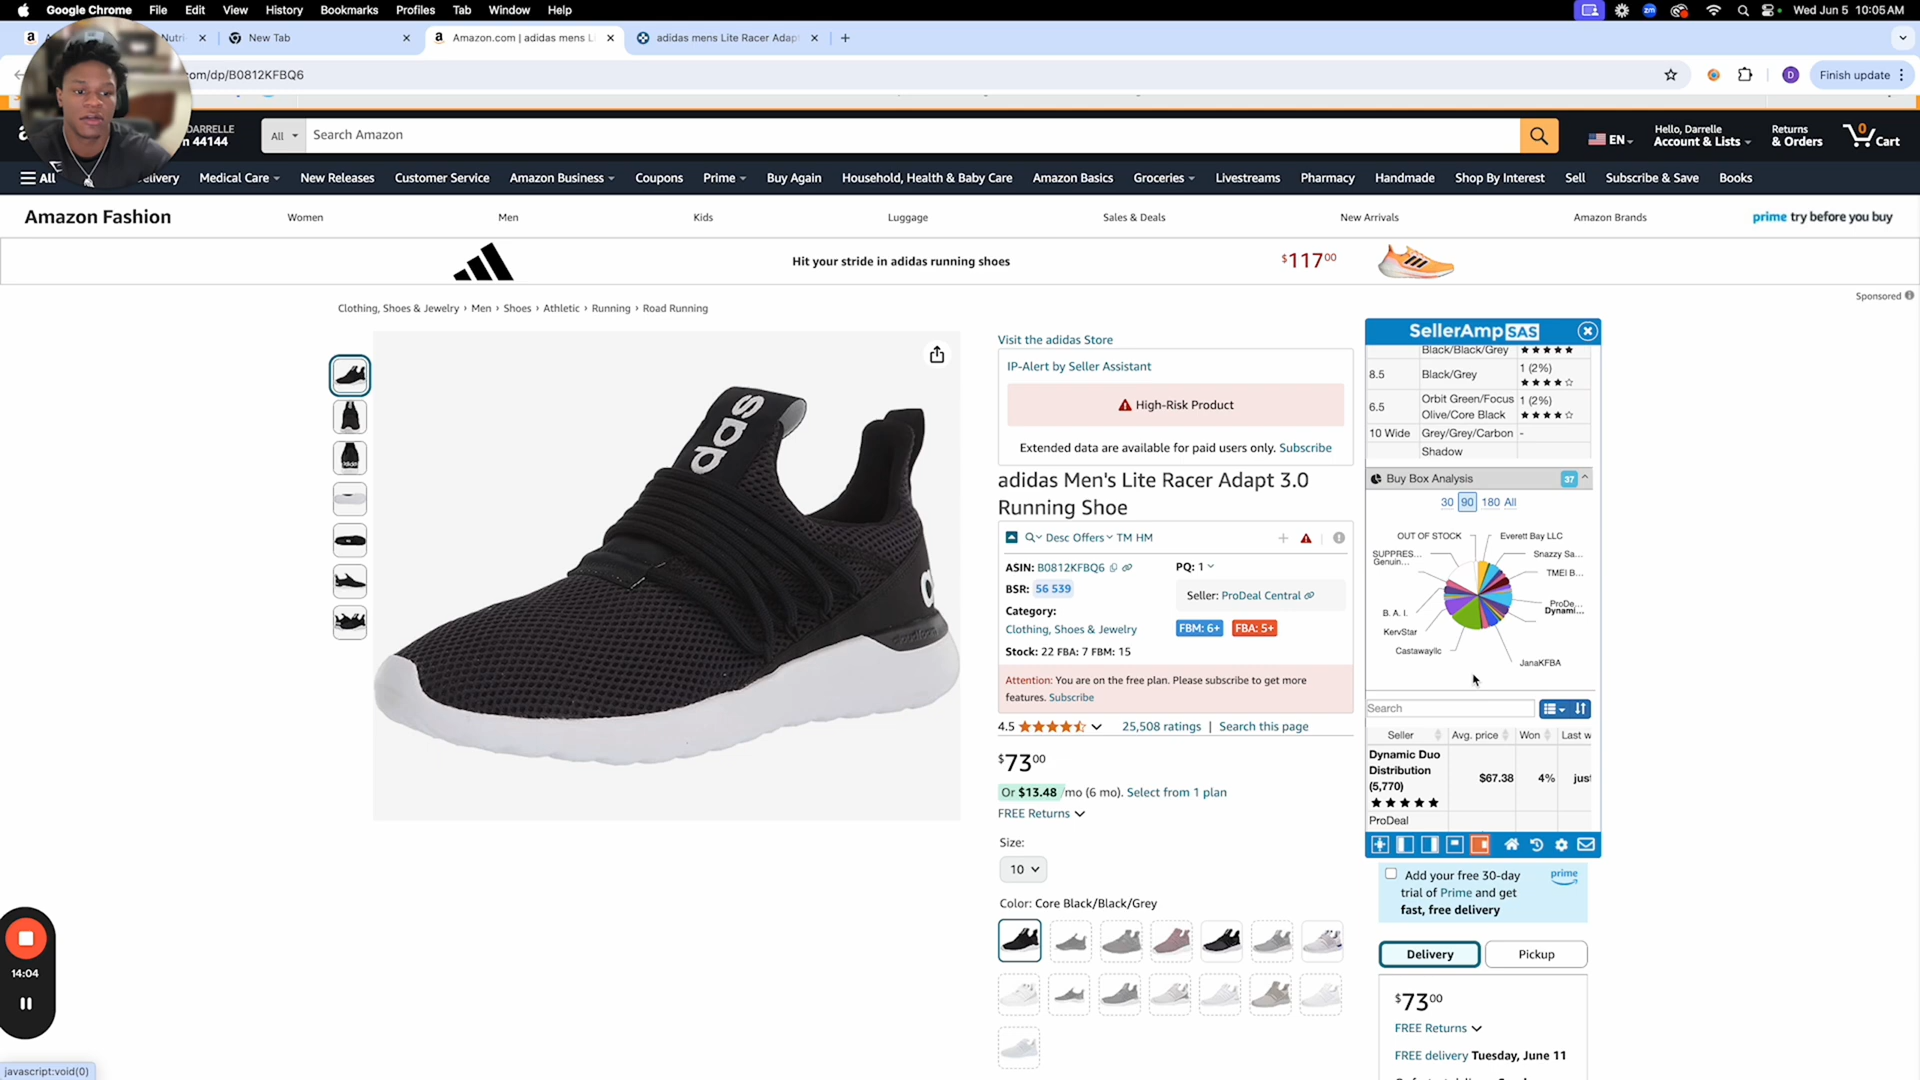 Google Chrome File Edit View History Bookmarks Profiles Tab Window Help
zm Wed Jun 5 10:05 AM
Nutri
New Tab
Amazon.com | adidas mens L
adidas mens Lite Racer Adapt
com/dp/B0812KFBQ6
D
Finish update
DARRELLE
n 44144
All
Search Amazon
EN
Hello, Darrelle
Account & Lists
Returns
& Orders
0
Cart
All
elivery
Medical Care
New Releases
Customer Service
Amazon Business
Coupons
Prime
Buy Again
Household, Health & Baby Care
Amazon Basics
Groceries
Livestreams
Pharmacy
Handmade
Shop By Interest
Sell
Subscribe & Save
Books
Amazon Fashion
Women
Men
Kids
Luggage
Sales & Deals
New Arrivals
Amazon Brands
prime try before you buy
Hit your stride in adidas running shoes
$117 00
Sponsored
Clothing, Shoes & Jewelry › Men › Shoes › Athletic › Running › Road Running
das
Visit the adidas Store
IP-Alert by Seller Assistant
High-Risk Product
Extended data are available for paid users only. Subscribe
adidas Men's Lite Racer Adapt 3.0
Running Shoe
Desc Offers TM HM
ASIN: B0812KFBQ6
PQ: 1
BSR: 56 539
Seller: ProDeal Central
Category:
Clothing, Shoes & Jewelry
FBM: 6+
FBA: 5+
Stock: 22 FBA: 7 FBM: 15
Attention: You are on the free plan. Please subscribe to get more
features. Subscribe
4.5
25,508 ratings | Search this page
$73 00
Or $13.48 /mo (6 mo). Select from 1 plan
FREE Returns
Size:
10
Color: Core Black/Black/Grey
SellerAmp SAS
Black/Black/Grey
8.5 Black/Grey 1 (2%)
6.5 Orbit Green/Focus 1 (2%)
Olive/Core Black
10 Wide Grey/Grey/Carbon -
Shadow
Buy Box Analysis 37
30 90 180 All
OUT OF STOCK
Everett Bay LLC
SUPPRES...
Snazzy Sa...
Genuin...
TMEI B...
ProDe...
B. A. I.
Dynami...
KervStar
Castawayllc
JanaKFBA
Search
Seller Avg. price Won Last w
Dynamic Duo
Distribution $67.38 4% jus
(5,770)
ProDeal
Add your free 30-day
trial of Prime and get
fast, free delivery
prime
Delivery
Pickup
$73 00
FREE Returns
FREE delivery Tuesday, June 11
14:04
javascript:void(0)